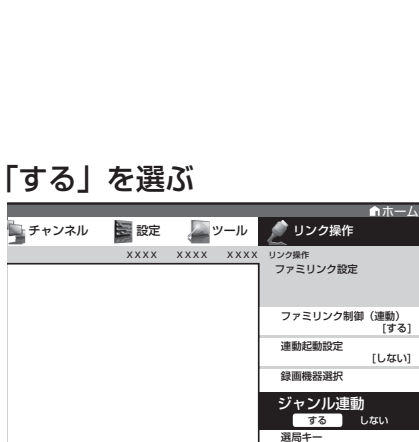 「する」を選ぶ
ホーム
チャンネル 設定 ツール リンク操作
XXXX XXXX XXXX リンク操作
ファミリンク設定
ファミリンク制御（連動）
[する]
連動起動設定
[しない]
録画機器選択
ジャンル連動
する しない
選局キー